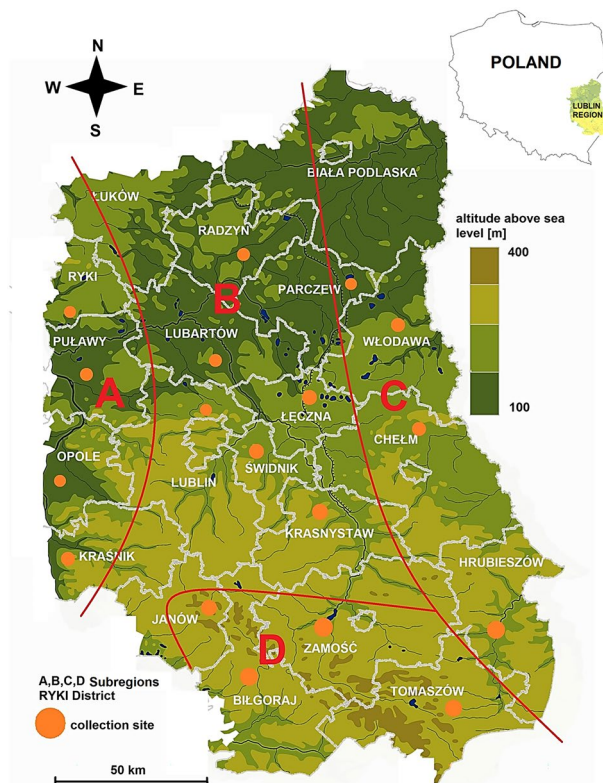 N
W E
S
POLAND
LUBLIN
REGION
BIAŁA PODLASKA
ŁUKÓW
altitude above sea
level [m]
400
100
RADZYŃ
RYKI
B
PARCZEW
PUŁAWY
LUBARTÓW
WŁODAWA
A
C
ŁĘCZNA
CHEŁM
OPOLE
ŚWIDNIK
LUBLIN
KRASNYSTAW
KRAŚNIK
HRUBIESZÓW
JANÓW
ZAMOŚĆ
D
BIŁGORAJ
TOMASZÓW
A,B,C,D Subregions
RYKI District
collection site
50 km